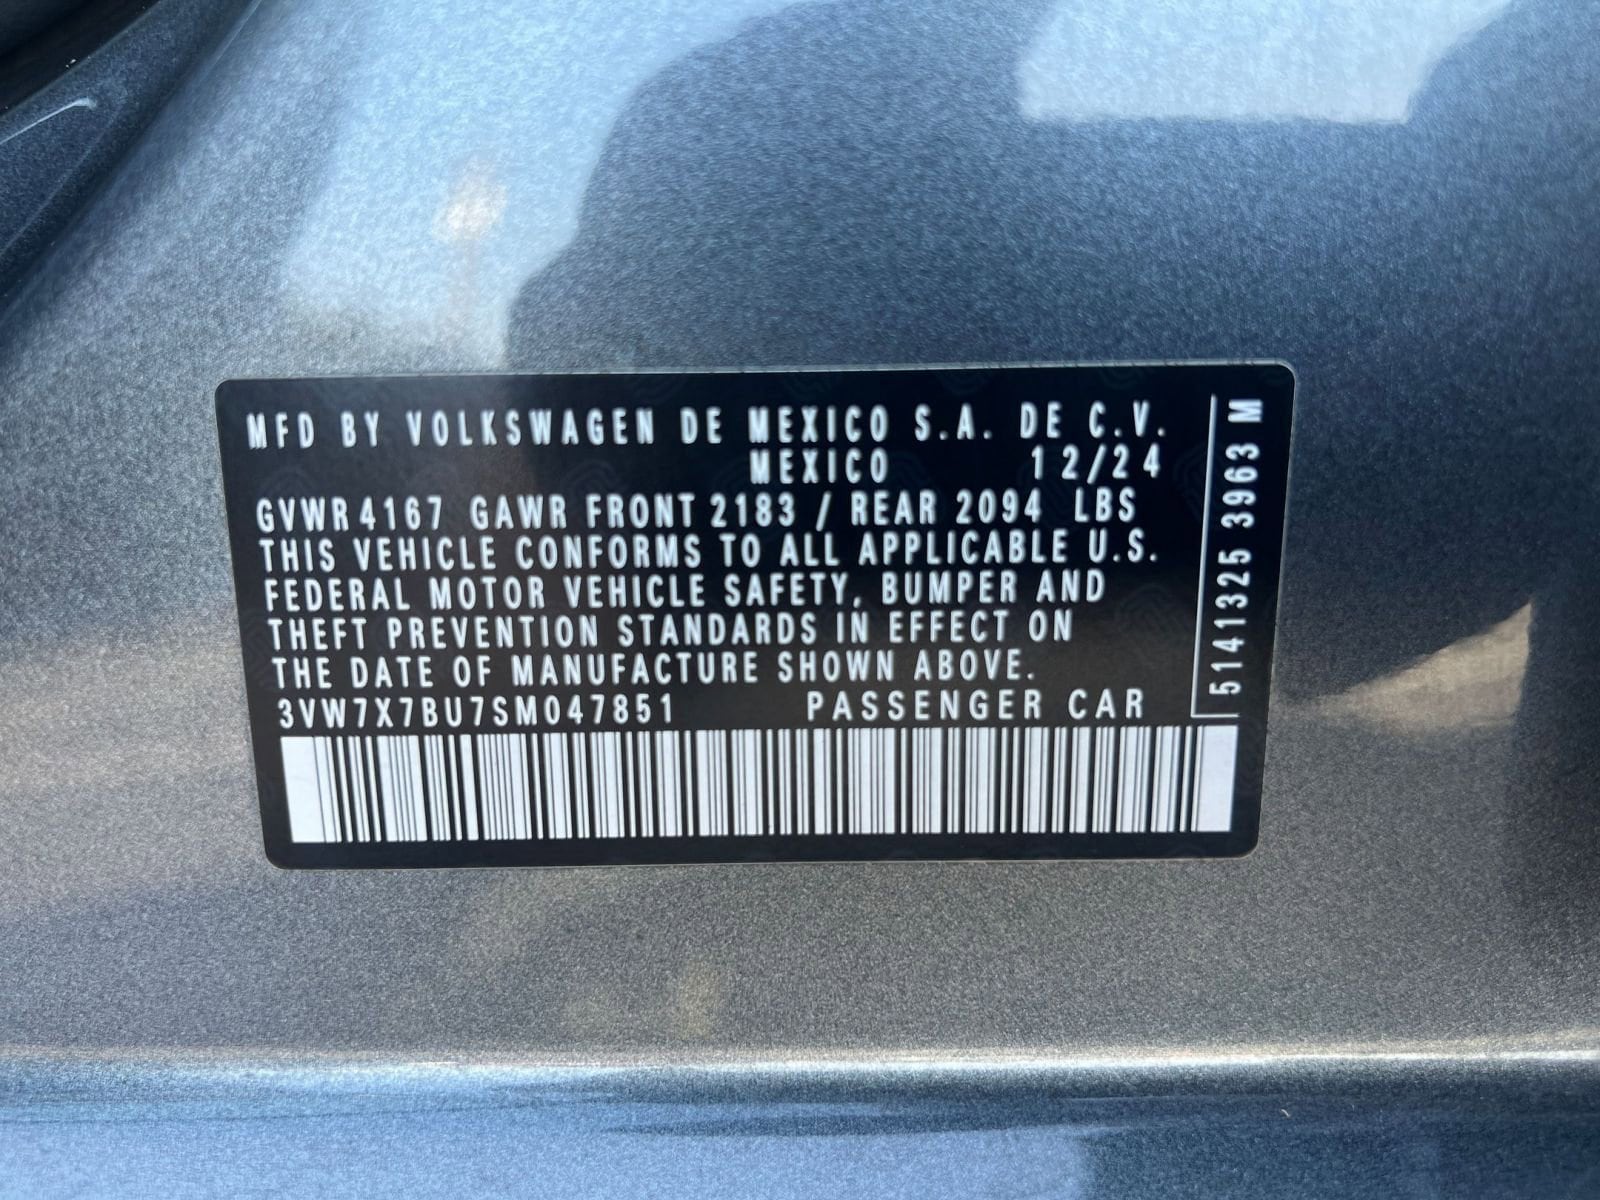 MFD BY VOLKSWAGEN DE MEXICO S.A. DE C.V.
MEXICO 12/24
GVWR 4167 GAWR FRONT 2183 / REAR 2094 LBS
THIS VEHICLE CONFORMS TO ALL APPLICABLE U.S.
FEDERAL MOTOR VEHICLE SAFETY, BUMPER AND
THEFT PREVENTION STANDARDS IN EFFECT ON
THE DATE OF MANUFACTURE SHOWN ABOVE.
3VW7X7BU7SM047851 PASSENGER CAR
5141325 3963 M